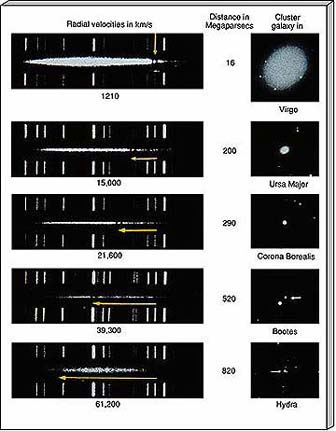 Radial velocities in km/s
Distance in
Megaparsecs
Cluster
galaxy in
1210
16
Virgo
15,000
200
Ursa Major
21,600
290
Corona Borealis
39,300
520
Bootes
61,200
820
Hydra